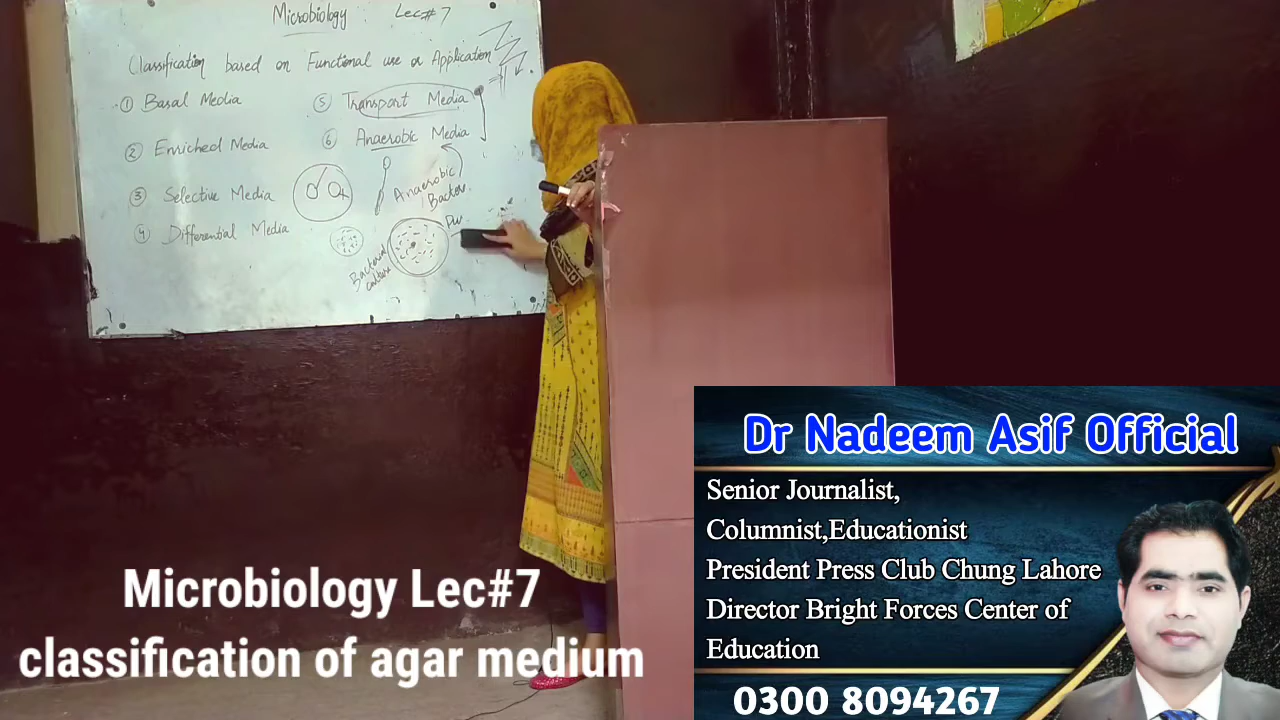 Microbiology Lec# 7
Classification based on Functional use or Application
① Basal Media
② Enriched Media
③ Selective Media
④ Differential Media
⑤ Transport Media
⑥ Anaerobic Media
Anaerobic
Bacterial
culture
Microbiology Lec#7
classification of agar medium
Dr Nadeem Asif Official
Senior Journalist,
Columnist,Educationist
President Press Club Chung Lahore
Director Bright Forces Center of
Education
0300 8094267